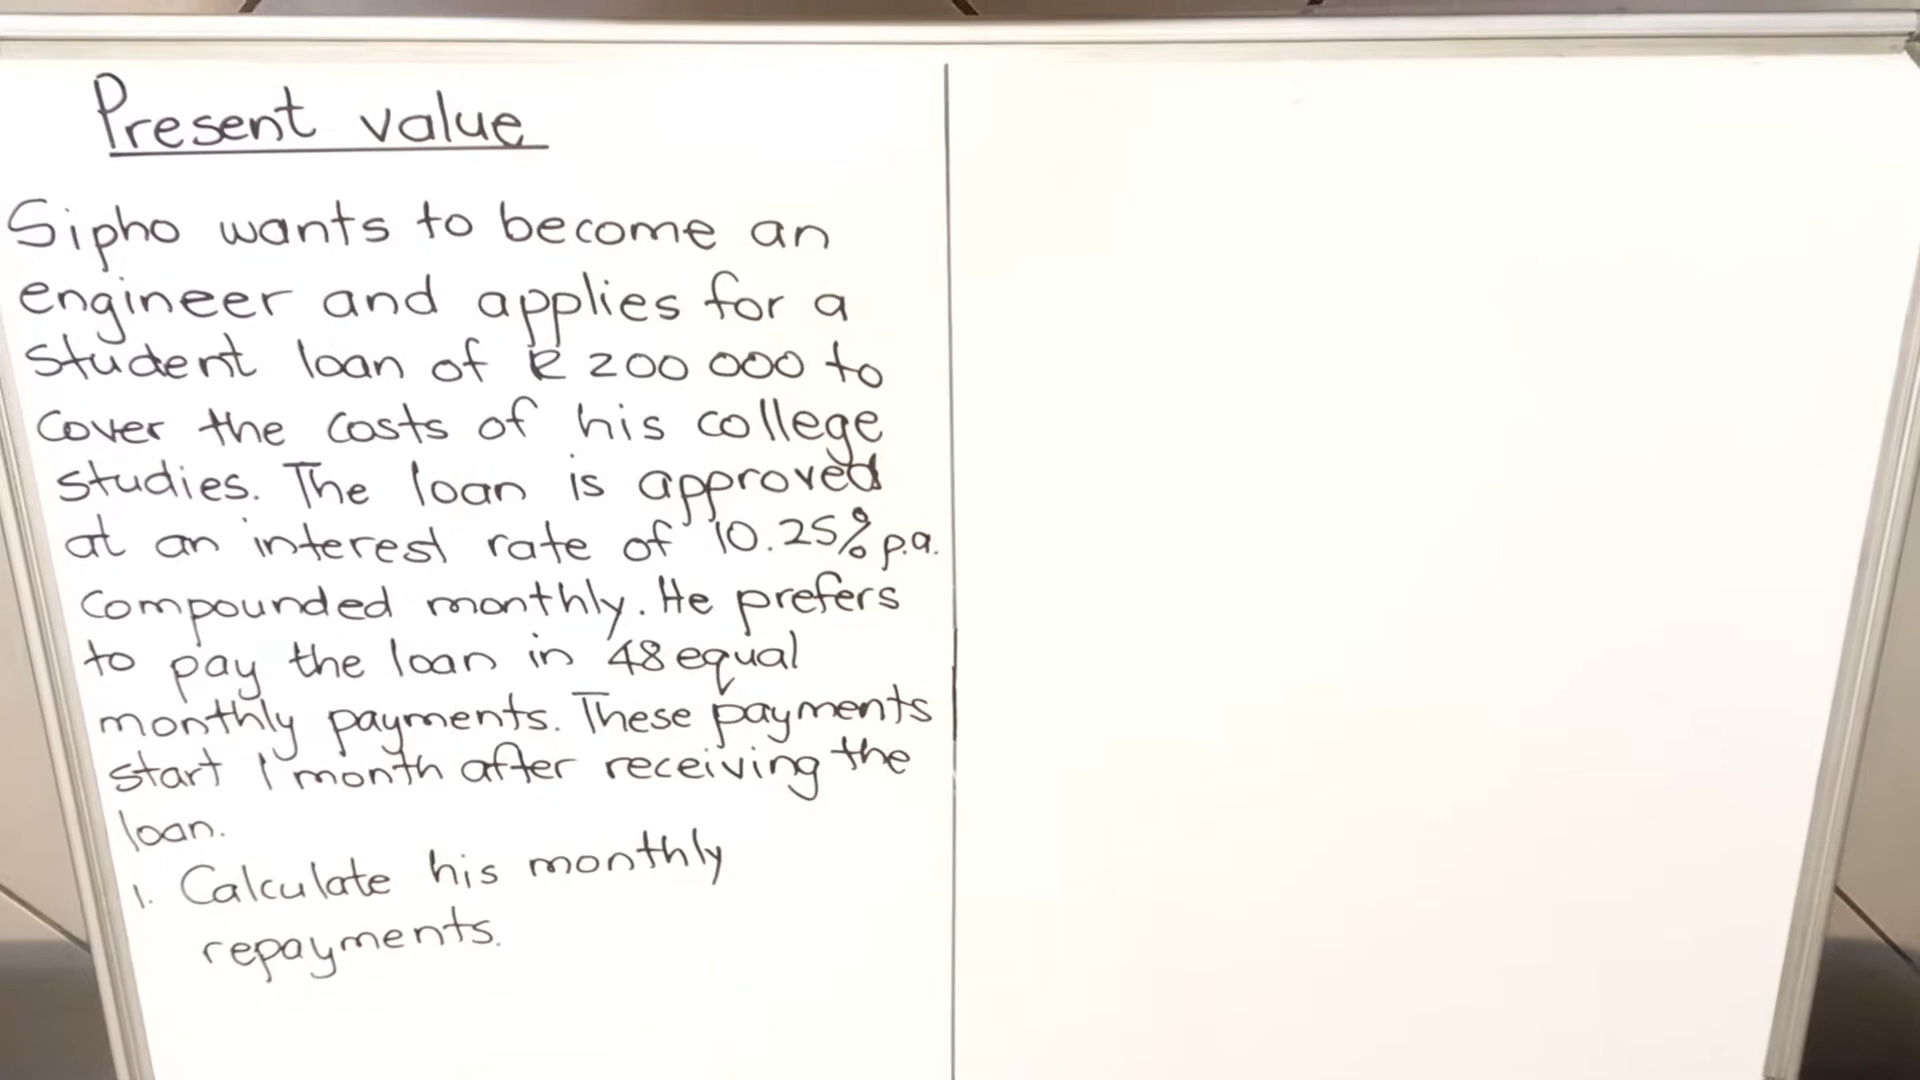 Present value
Sipho wants to become an
engineer and applies for a
student loan of R 200 000 to
cover the costs of his college
studies. The loan is approved
at an interest rate of 10.25% p.a.
compounded monthly. He prefers
to pay the loan in 48 equal
monthly payments. These payments
start 1 month after receiving the
loan.
1. Calculate his monthly
repayments.